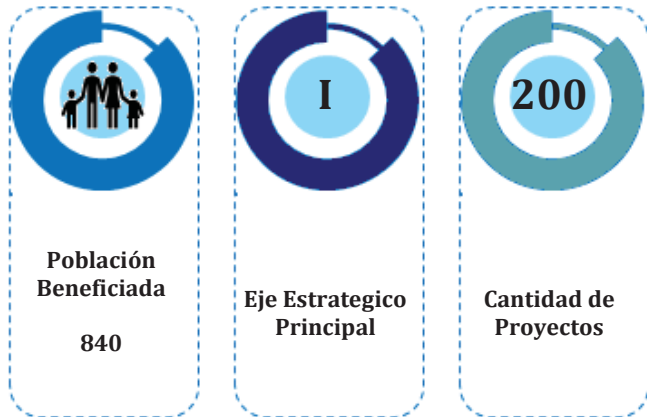 Población
Beneficiada
840
I
Eje Estrategico
Principal
200
Cantidad de
Proyectos